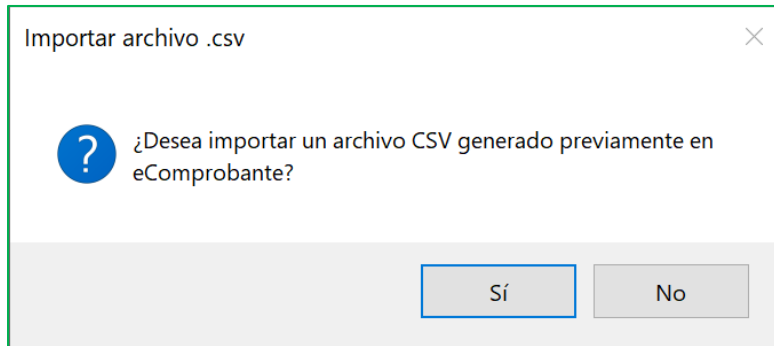 Importar archivo .csv
¿Desea importar un archivo CSV generado previamente en
eComprobante?
Sí
No